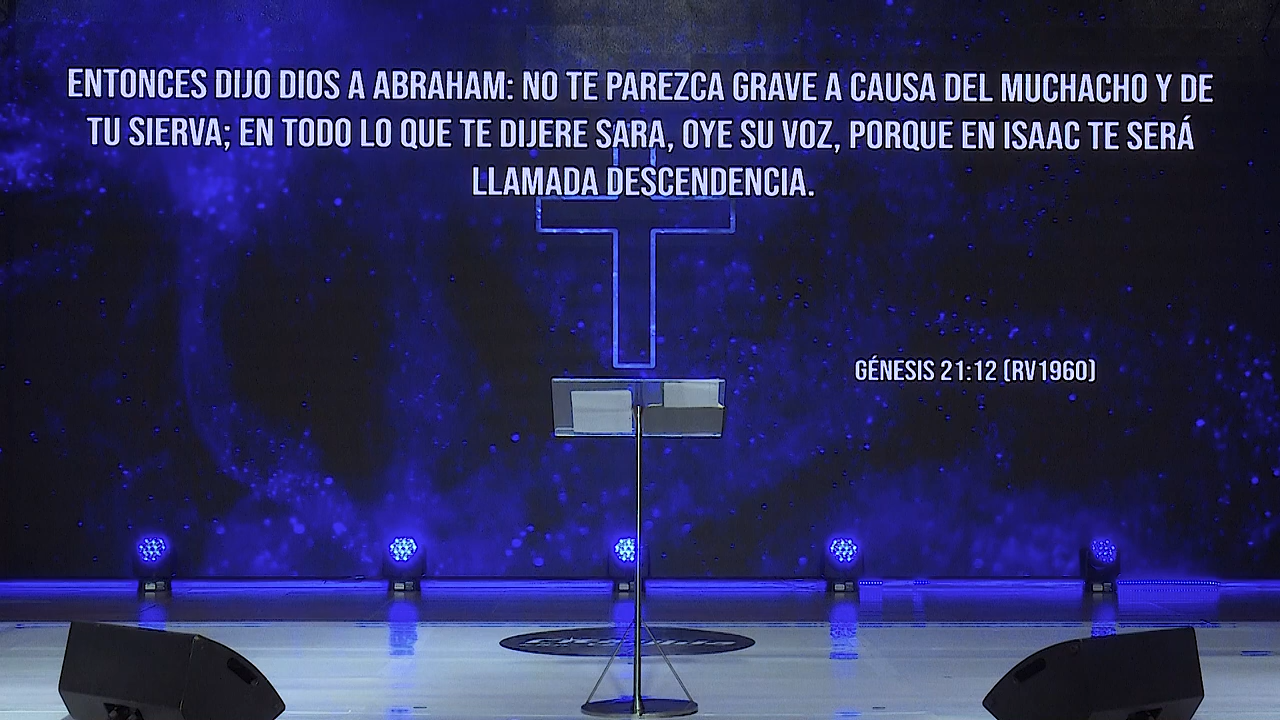 ENTONCES DIJO DIOS A ABRAHAM: NO TE PAREZCA GRAVE A CAUSA DEL MUCHACHO Y DE
TU SIERVA; EN TODO LO QUE TE DIJERE SARA, OYE SU VOZ, PORQUE EN ISAAC TE SERÁ
LLAMADA DESCENDENCIA.
GÉNESIS 21:12 (RV1960)